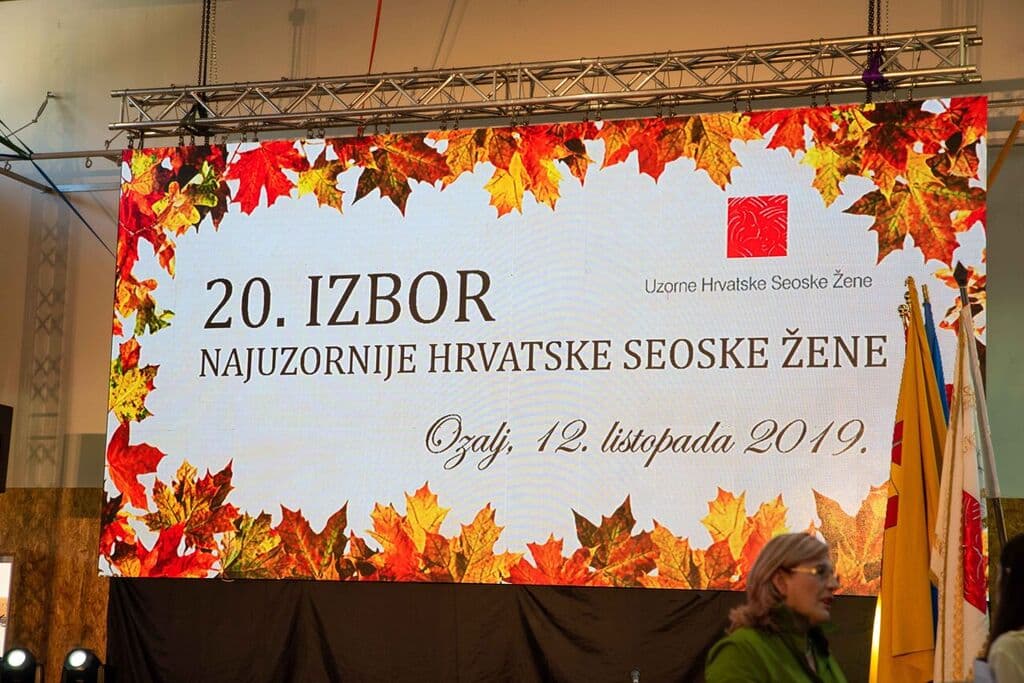 Uzorne Hrvatske Seoske Žene
20. IZBOR
NAJUZORNIJE HRVATSKE SEOSKE ŽENE
Ozalj, 12. listopada 2019.